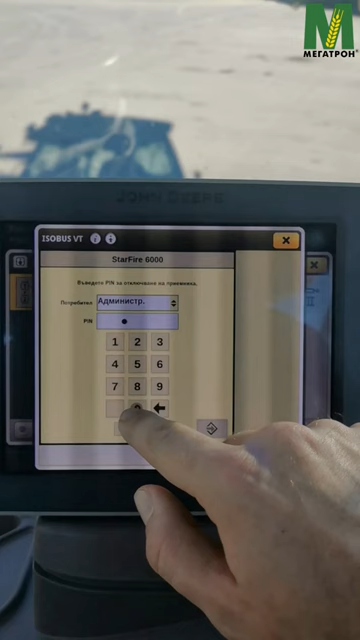 МЕГАТРОН®
JOHN DEERE
ISOBUS VT
StarFire 6000
Въведете PIN за отключване на приемника.
Потребител Администр.
PIN
1 2 3
4 5 6
7 8 9